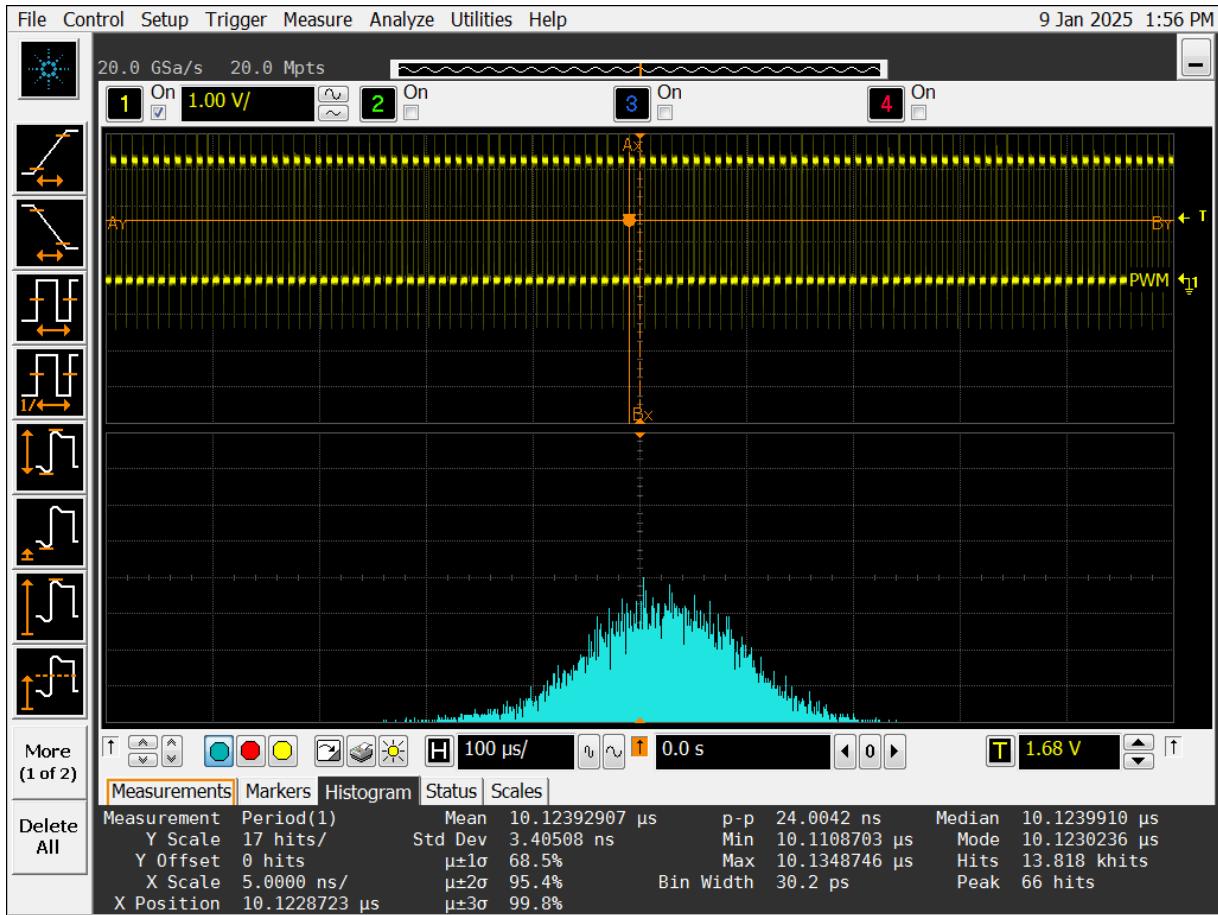 File Control Setup Trigger Measure Analyze Utilities Help 9 Jan 2025 1:56 PM
20.0 GSa/s 20.0 Mpts
1 On 1.00 V/ 2 On 3 On 4 On
Ax
Ay By T
PWM 1
1/
Bx
More
(1 of 2)
H 100 µs/ 0.0 s 0 T 1.68 V
Measurements Markers Histogram Status Scales
Delete
All
Measurement Period(1) Mean 10.12392907 µs p-p 24.0042 ns Median 10.1239910 µs
Y Scale 17 hits/ Std Dev 3.40508 ns Min 10.1108703 µs Mode 10.1230236 µs
Y Offset 0 hits µ±1σ 68.5% Max 10.1348746 µs Hits 13.818 khits
X Scale 5.0000 ns/ µ±2σ 95.4% Bin Width 30.2 ps Peak 66 hits
X Position 10.1228723 µs µ±3σ 99.8%